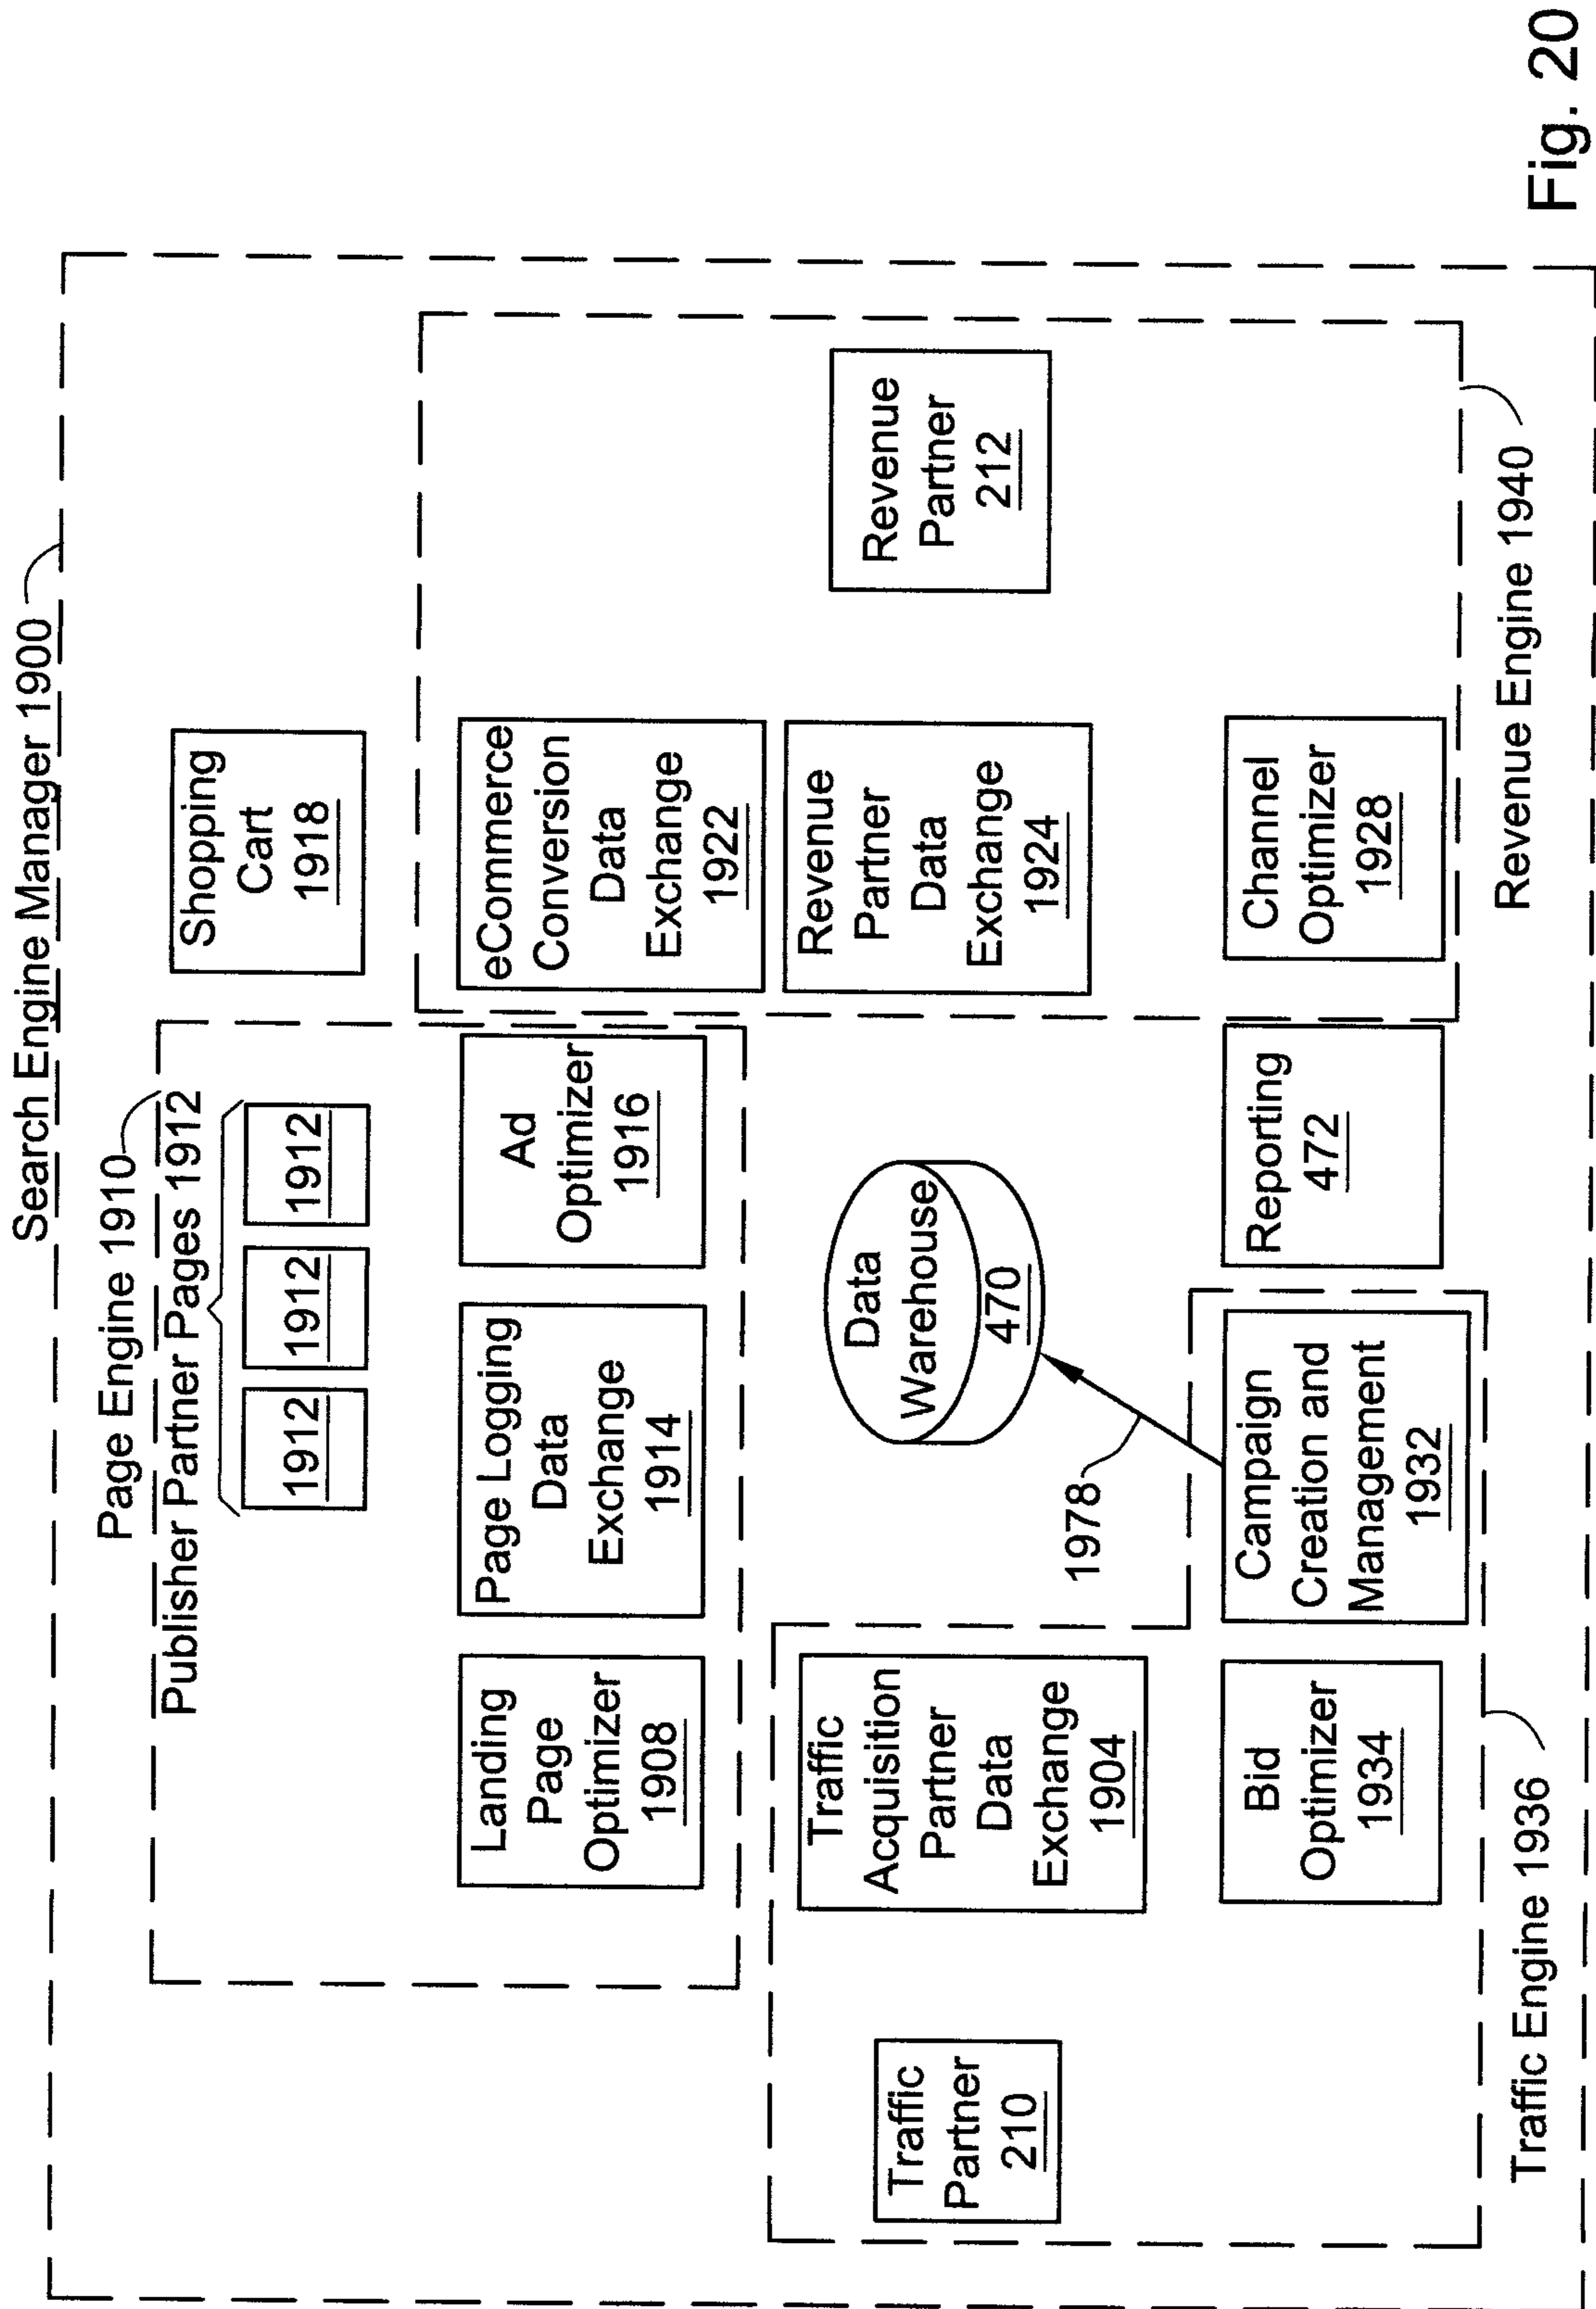 Search Engine Manager 1900
Page Engine 1910
Publisher Partner Pages 1912
1912
1912
1912
Shopping
Cart
1918
Landing
Page
Optimizer
1908
Page Logging
Data
Exchange
1914
Ad
Optimizer
1916
eCommerce
Conversion
Data
Exchange
1922
Traffic
Partner
210
Traffic
Acquisition
Partner
Data
Exchange
1904
Data
Warehouse
470
Revenue
Partner
Data
Exchange
1924
Revenue
Partner
212
1978
Bid
Optimizer
1934
Campaign
Creation and
Management
1932
Reporting
472
Channel
Optimizer
1928
Traffic Engine 1936
Revenue Engine 1940
Fig. 20